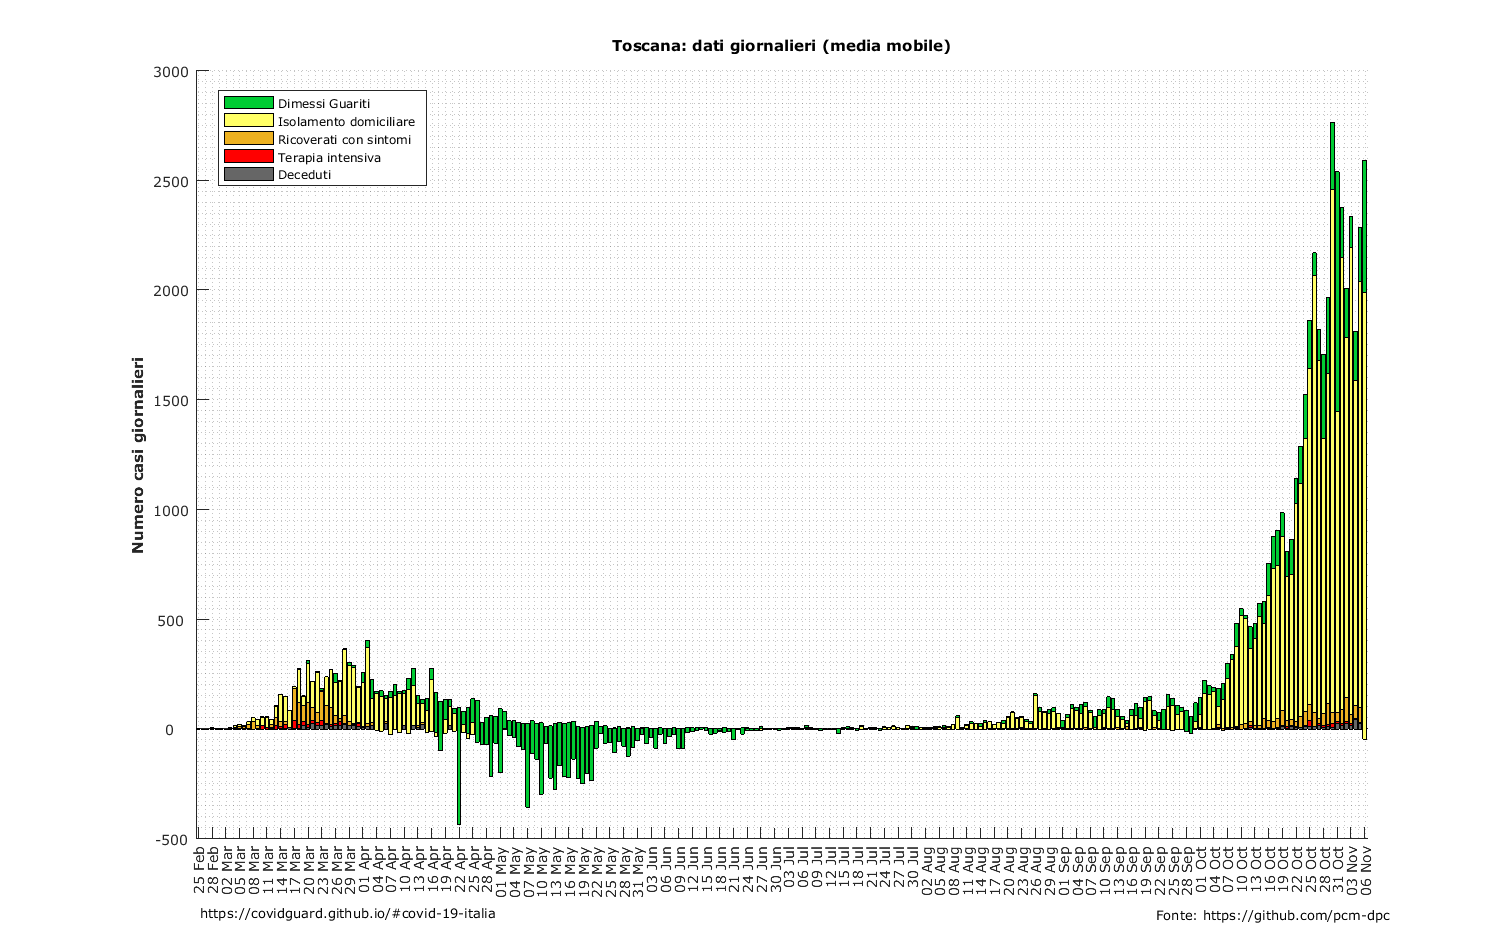 Toscana: dati giornalieri (media mobile)
3000
2500
2000
1500
1000
500
0
-500
Numero casi giornalieri
Dimessi Guariti
Isolamento domiciliare
Ricoverati con sintomi
Terapia intensiva
Deceduti
25 Feb
28 Feb
02 Mar
05 Mar
08 Mar
11 Mar
14 Mar
17 Mar
20 Mar
23 Mar
26 Mar
29 Mar
01 Apr
04 Apr
07 Apr
10 Apr
13 Apr
16 Apr
19 Apr
22 Apr
25 Apr
28 Apr
01 May
04 May
07 May
10 May
13 May
16 May
19 May
22 May
25 May
28 May
31 May
03 Jun
06 Jun
09 Jun
12 Jun
15 Jun
18 Jun
21 Jun
24 Jun
27 Jun
30 Jun
03 Jul
06 Jul
09 Jul
12 Jul
15 Jul
18 Jul
21 Jul
24 Jul
27 Jul
30 Jul
02 Aug
05 Aug
08 Aug
11 Aug
14 Aug
17 Aug
20 Aug
23 Aug
26 Aug
29 Aug
01 Sep
04 Sep
07 Sep
10 Sep
13 Sep
16 Sep
19 Sep
22 Sep
25 Sep
28 Sep
01 Oct
04 Oct
07 Oct
10 Oct
13 Oct
16 Oct
19 Oct
22 Oct
25 Oct
28 Oct
31 Oct
03 Nov
06 Nov
https://covidguard.github.io/#covid-19-italia
Fonte: https://github.com/pcm-dpc